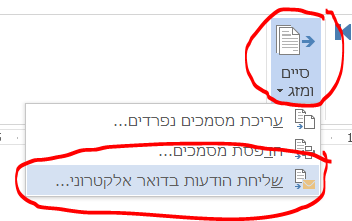 סיים
ומזג
עריכת מסמכים נפרדים...
הדפסת מסמכים...
שליחת הודעות בדואר אלקטרוני...